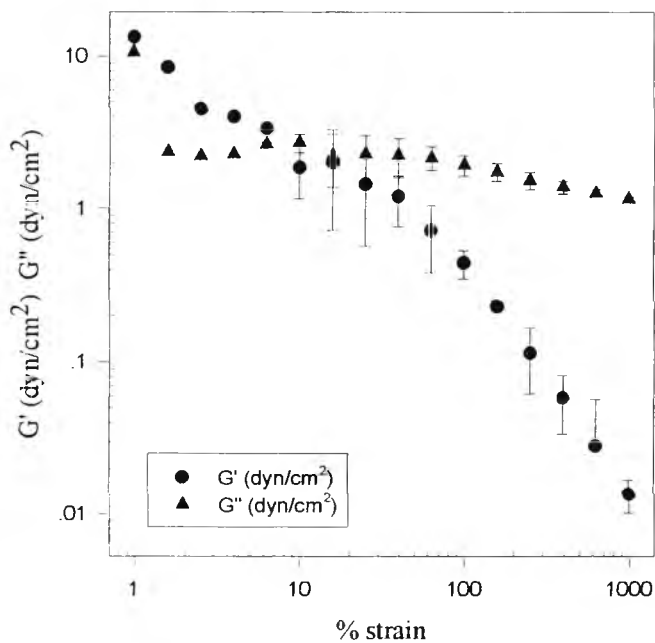 10
1
.1
.01
G' (dyn/cm²) G'' (dyn/cm²)
G' (dyn/cm²)
G'' (dyn/cm²)
1 10 100 1000
% strain